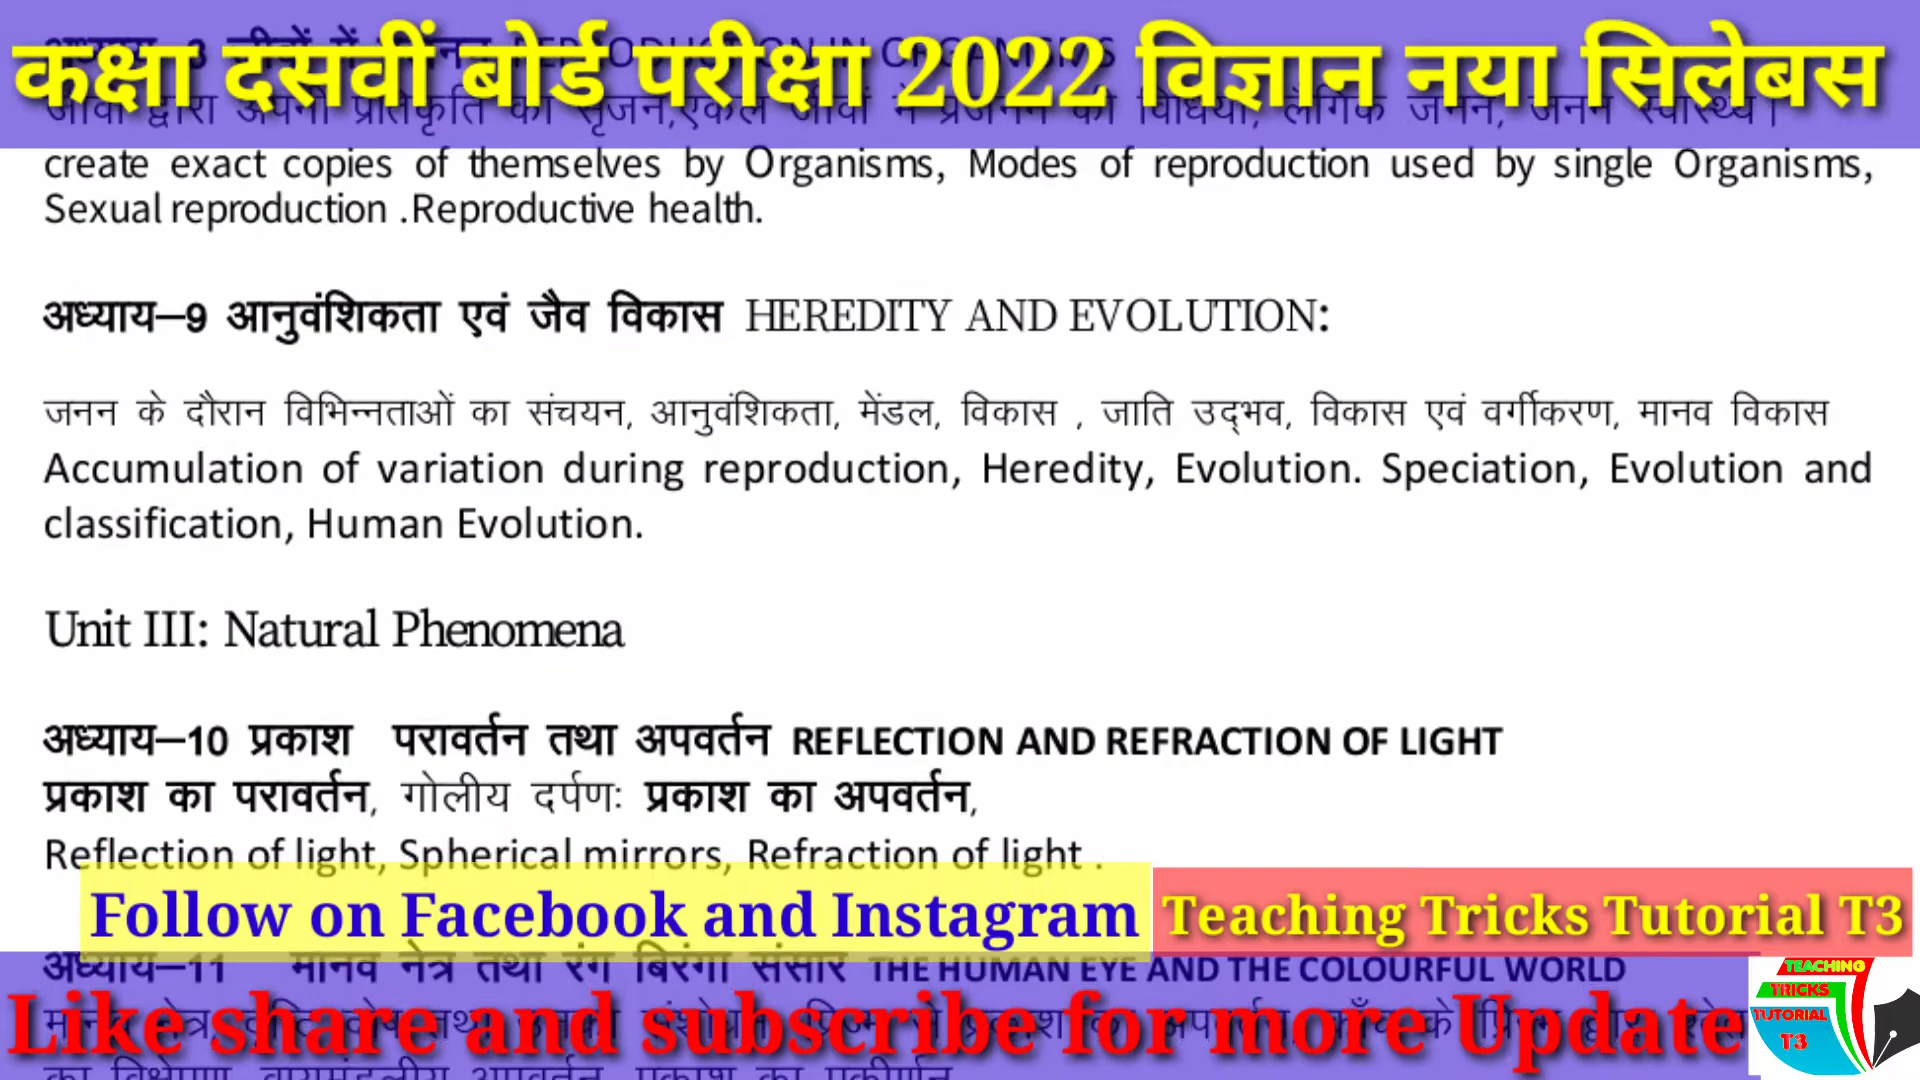 कक्षा दसवीं बोर्ड परीक्षा 2022 विज्ञान नया सिलेबस
create exact copies of themselves by Organisms, Modes of reproduction used by single Organisms,
Sexual reproduction .Reproductive health.
अध्याय–9 आनुवंशिकता एवं जैव विकास HEREDITY AND EVOLUTION:
जनन के दौरान विभिन्नताओं का संचयन, आनुवंशिकता, मेंडल, विकास , जाति उद्भव, विकास एवं वर्गीकरण, मानव विकास
Accumulation of variation during reproduction, Heredity, Evolution. Speciation, Evolution and
classification, Human Evolution.
Unit III: Natural Phenomena
अध्याय–10 प्रकाश परावर्तन तथा अपवर्तन REFLECTION AND REFRACTION OF LIGHT
प्रकाश का परावर्तन, गोलीय दर्पणः प्रकाश का अपवर्तन,
Reflection of light, Spherical mirrors, Refraction of light .
Follow on Facebook and Instagram Teaching Tricks Tutorial T3
अध्याय–11 मानव नेत्र तथा रंग बिरंगा संसार THE HUMAN EYE AND THE COLOURFUL WORLD
Like share and subscribe for more Update
TEACHING
TRICKS
TUTORIAL
T3